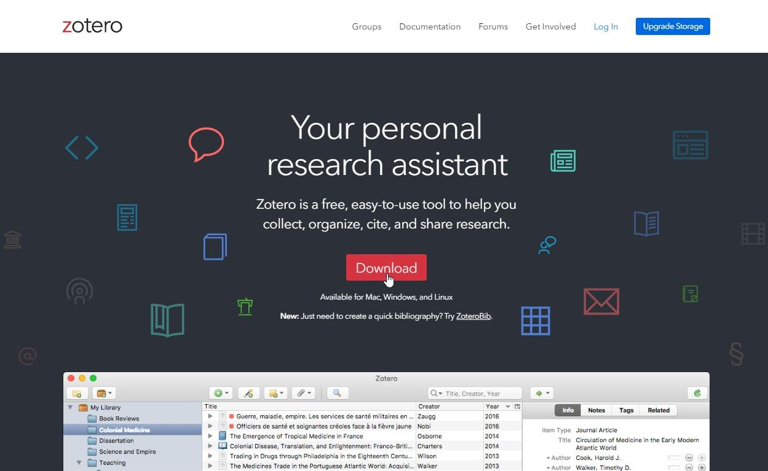 zotero
Groups Documentation Forums Get Involved Log In Upgrade Storage
Your personal
research assistant
Zotero is a free, easy-to-use tool to help you
collect, organize, cite, and share research.
Download
Available for Mac, Windows, and Linux
New: Just need to create a quick bibliography? Try ZoteroBib.
Zotero
Title, Creator, Year
My Library
Book Reviews
Colonial Medicine
Dissertation
Science and Empire
Teaching
Title Creator Year
Guerre, maladie, empire. Les services de santé militaires en ... Zaugg 2016
Officiers de santé et soignantes créoles face à la fièvre jaune Nobi 2016
The Emergence of Tropical Medicine in France Osborne 2014
Colonial Disease, Translation, and Enlightenment: Franco-Briti... Charters 2014
Trading in Drugs through Philadelphia in the Eighteenth Centu... Wilson 2013
The Medicines Trade in the Portuguese Atlantic World: Acquisi... Walker 2013
Info Notes Tags Related
Item Type Journal Article
Title Circulation of Medicine in the Early Modern
Atlantic World
Author Cook, Harold J.
Author Walker, Timothy D.